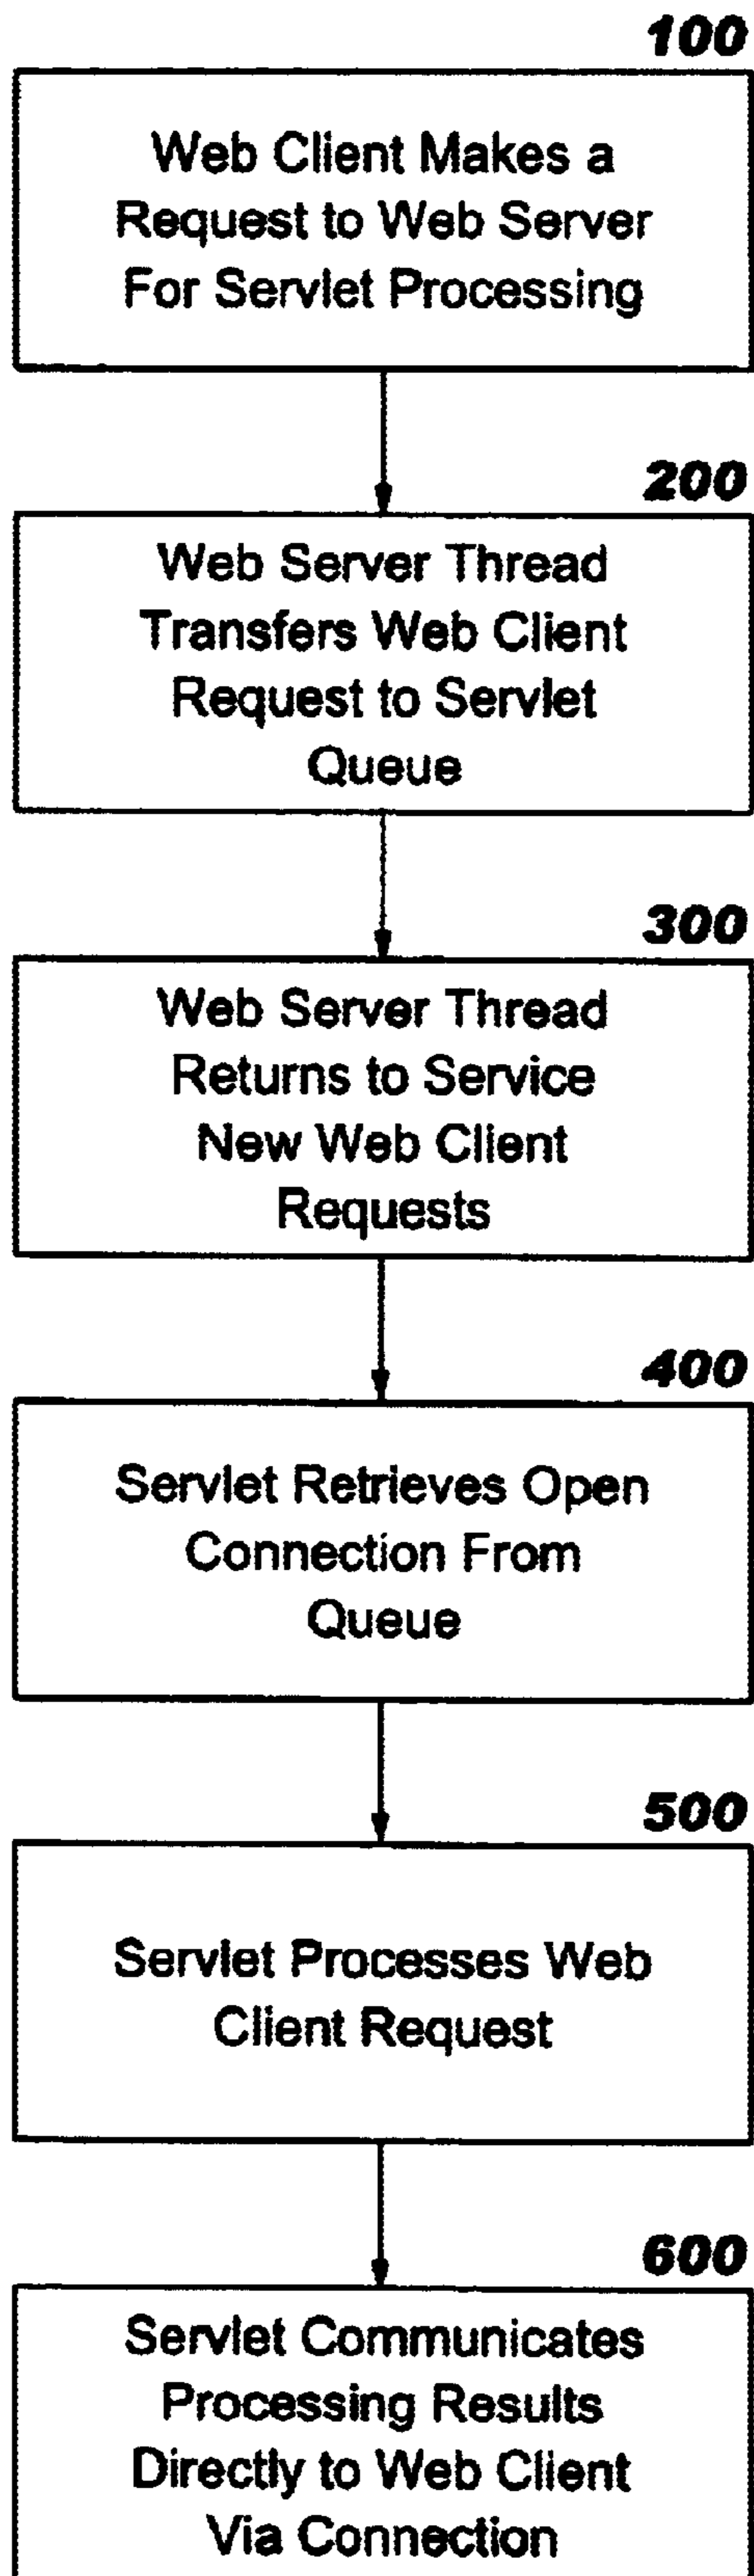 100
Web Client Makes a
Request to Web Server
For Servlet Processing
200
Web Server Thread
Transfers Web Client
Request to Servlet
Queue
300
Web Server Thread
Returns to Service
New Web Client
Requests
400
Servlet Retrieves Open
Connection From
Queue
500
Servlet Processes Web
Client Request
600
Servlet Communicates
Processing Results
Directly to Web Client
Via Connection